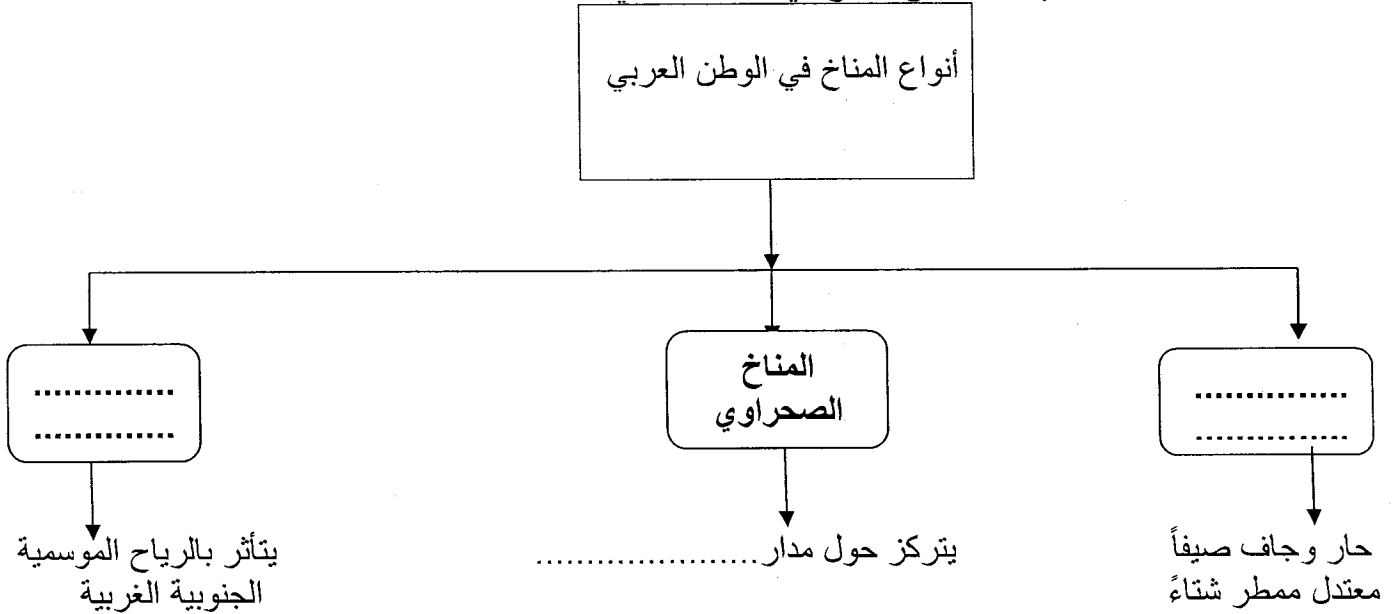 أنواع المناخ في الوطن العربي
..............
..............
المناخ
الصحراوي
..............
..............
حار وجاف صيفاً
معتدل ممطر شتاءً
يتركز حول مدار......................
يتأثر بالرياح الموسمية
الجنوبية الغربية